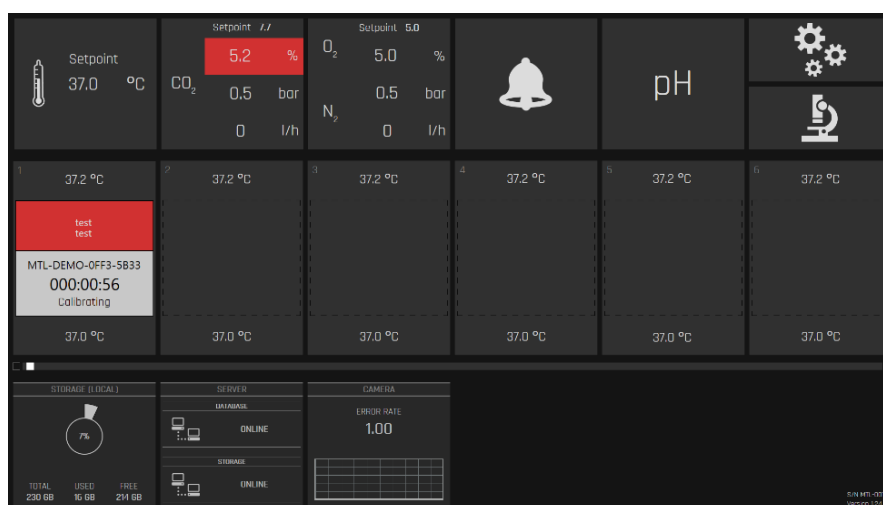 Setpoint
37.0 °C
Setpoint 7.7
CO2
5.2 %
0.5 bar
0 l/h
Setpoint 5.0
O2 5.0 %
0.5 bar
N2
0 l/h
pH
1 37.2 °C
2 37.2 °C
3 37.2 °C
4 37.2 °C
5 37.2 °C
6 37.2 °C
test
test
MTL-DEMO-0FF3-5B33
000:00:56
Calibrating
37.0 °C
37.0 °C
37.0 °C
37.0 °C
37.0 °C
37.0 °C
STORAGE (LOCAL)
7%
TOTAL USED FREE
230 GB 16 GB 214 GB
SERVER
DATABASE
ONLINE
STORAGE
ONLINE
CAMERA
ERROR RATE
1.00
S/N MTL-00